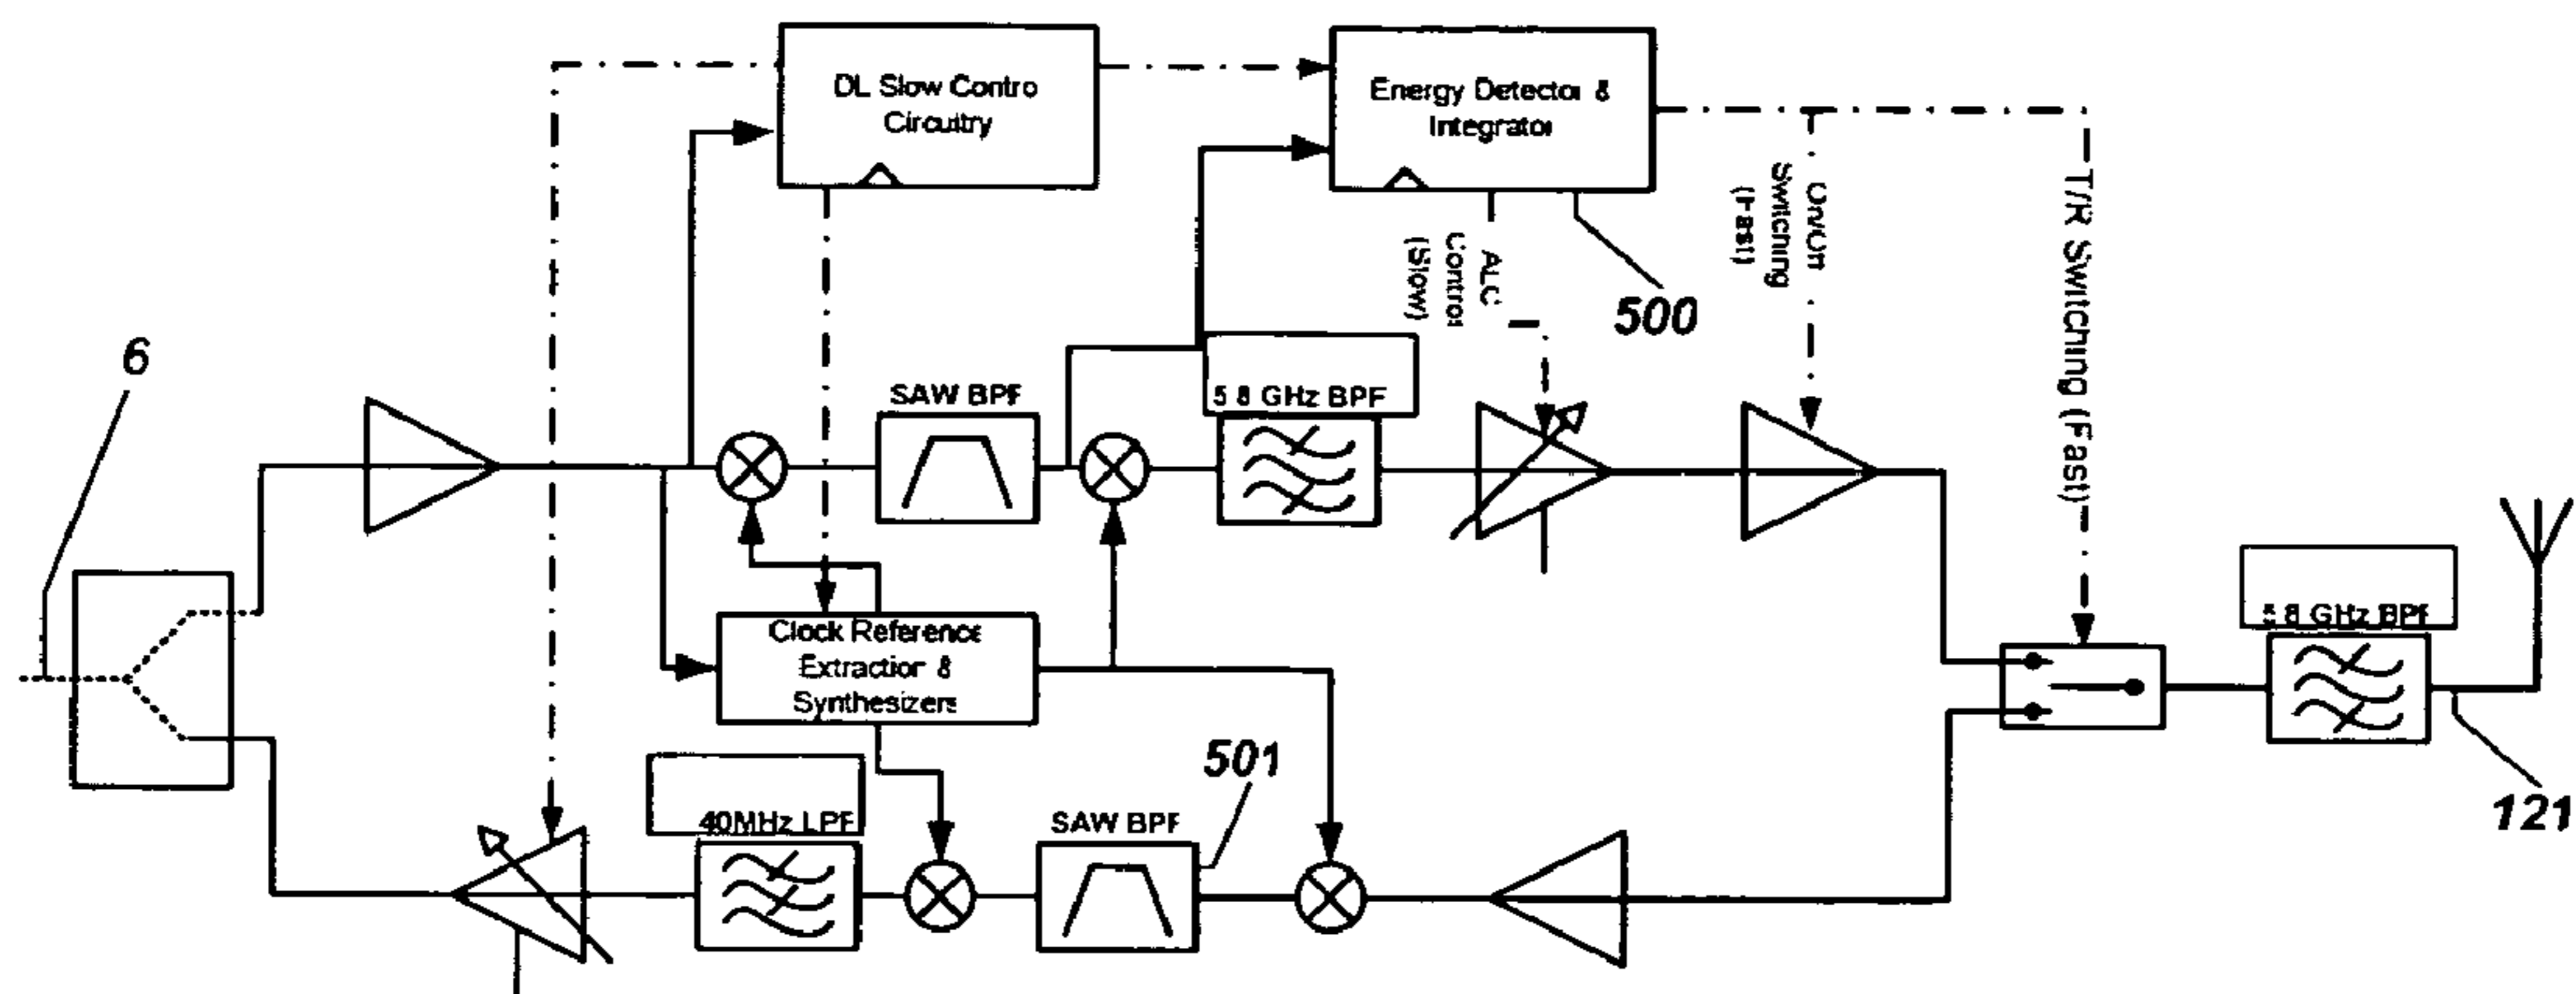 DL Slow Contro
Circuitry
Energy Detector &
Integrator
ALC
Control
(Slow)
On/Off
Switching
(Fast)
T/R Switching (Fast)
500
6
SAW BPF
5 8 GHz BPF
Clock Reference
Extraction &
Synthesizers
5 8 GHz BPF
121
501
40MHz LPF
SAW BPF